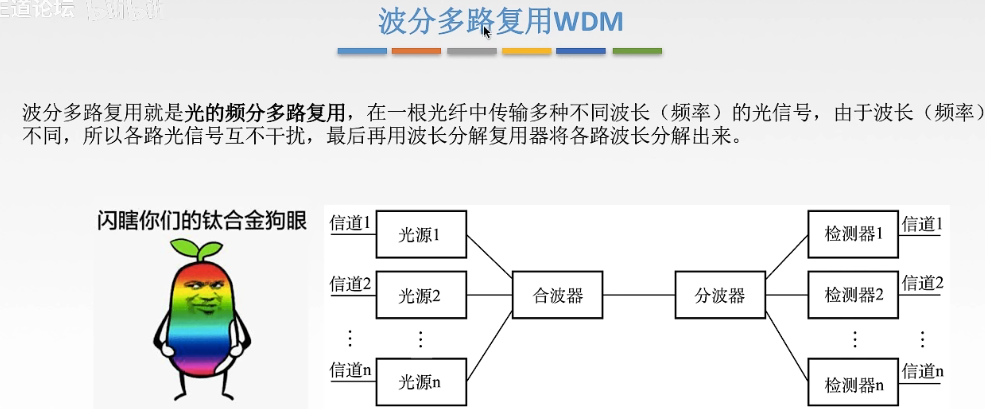 道论坛
波分多路复用WDM
波分多路复用就是光的频分多路复用，在一根光纤中传输多种不同波长（频率）的光信号，由于波长（频率）
不同，所以各路光信号互不干扰，最后再用波长分解复用器将各路波长分解出来。
闪瞎你们的钛合金狗眼
信道1 光源1 检测器1 信道1
信道2 光源2 合波器 分波器 检测器2 信道2
⋮ ⋮ ⋮ ⋮
信道n 光源n 检测器n 信道n